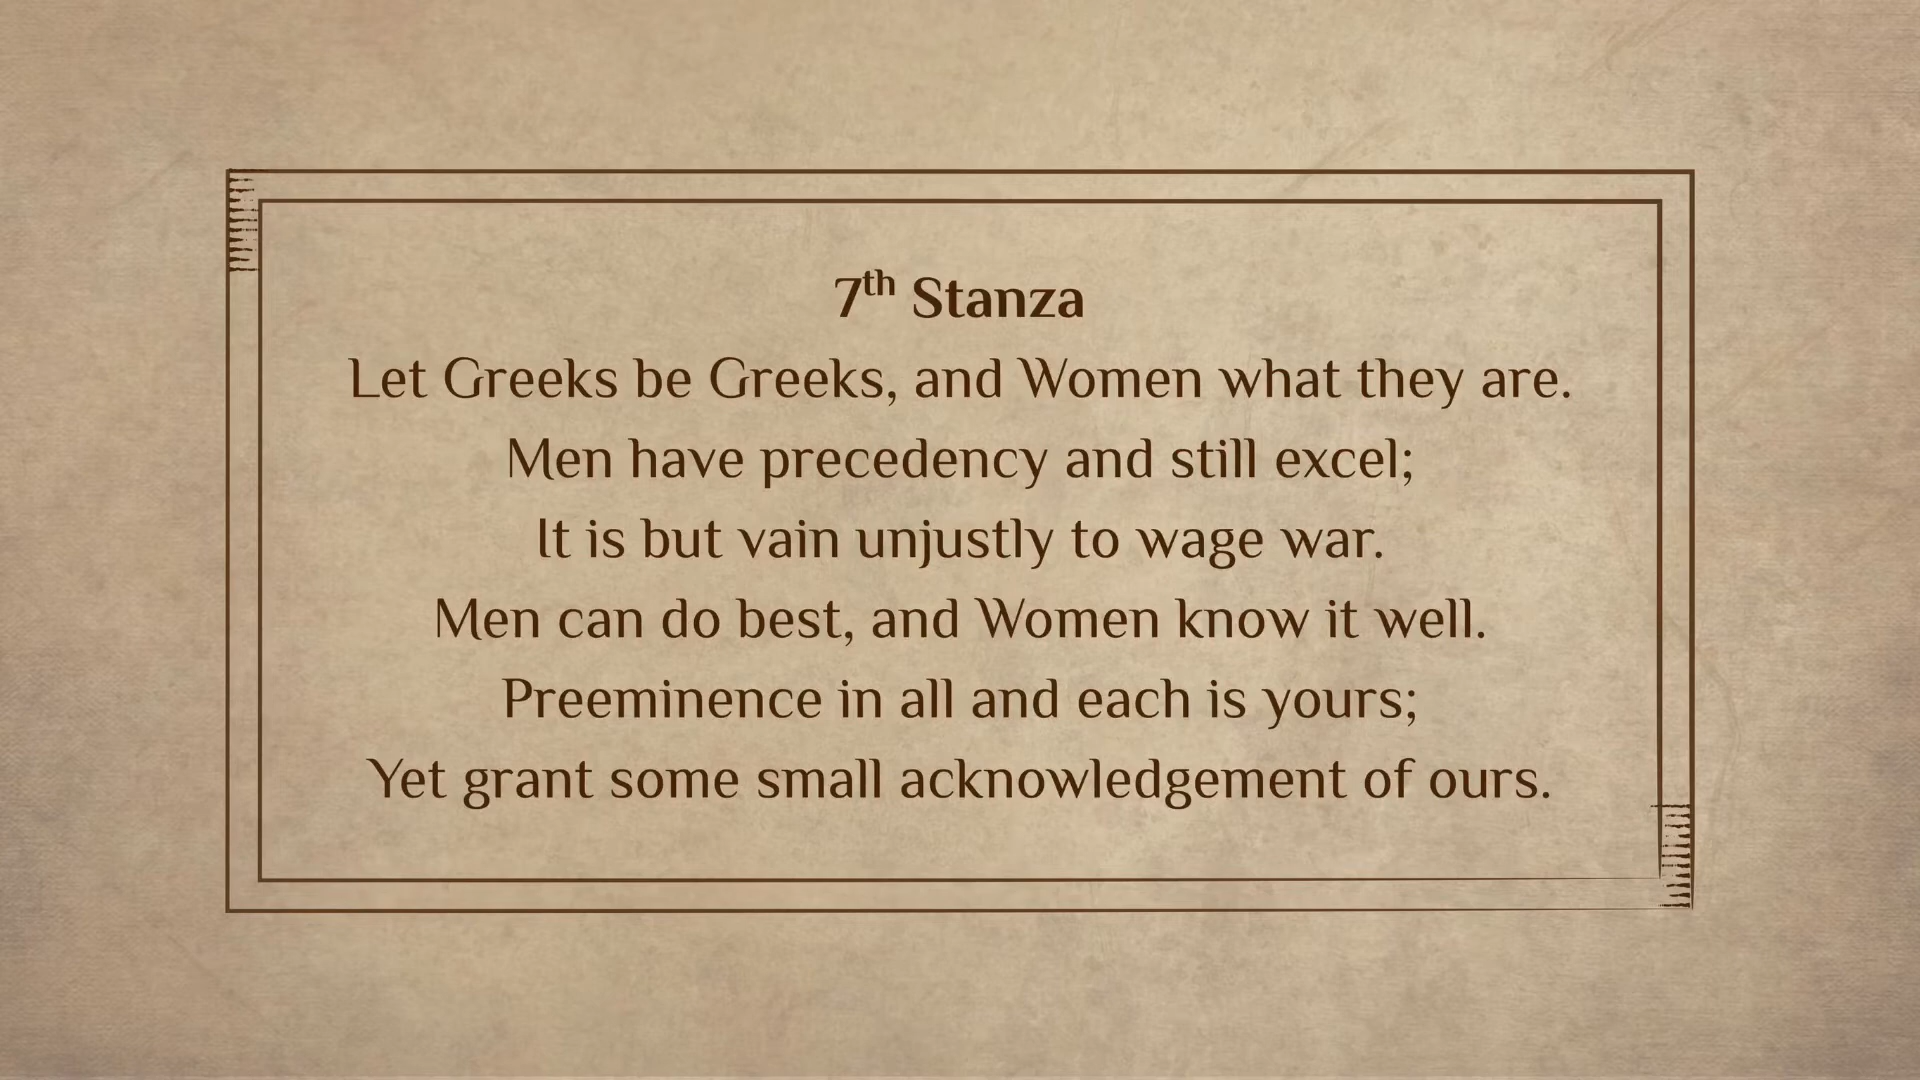 7th Stanza
Let Greeks be Greeks, and Women what they are.
Men have precedency and still excel;
It is but vain unjustly to wage war.
Men can do best, and Women know it well.
Preeminence in all and each is yours;
Yet grant some small acknowledgement of ours.